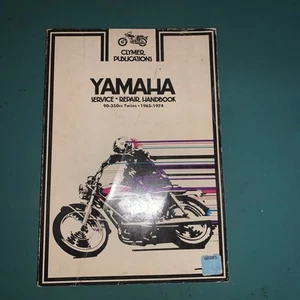 CLYMER
PUBLICATIONS
YAMAHA
SERVICE • REPAIR HANDBOOK
90-350cc Twins • 1965-1974